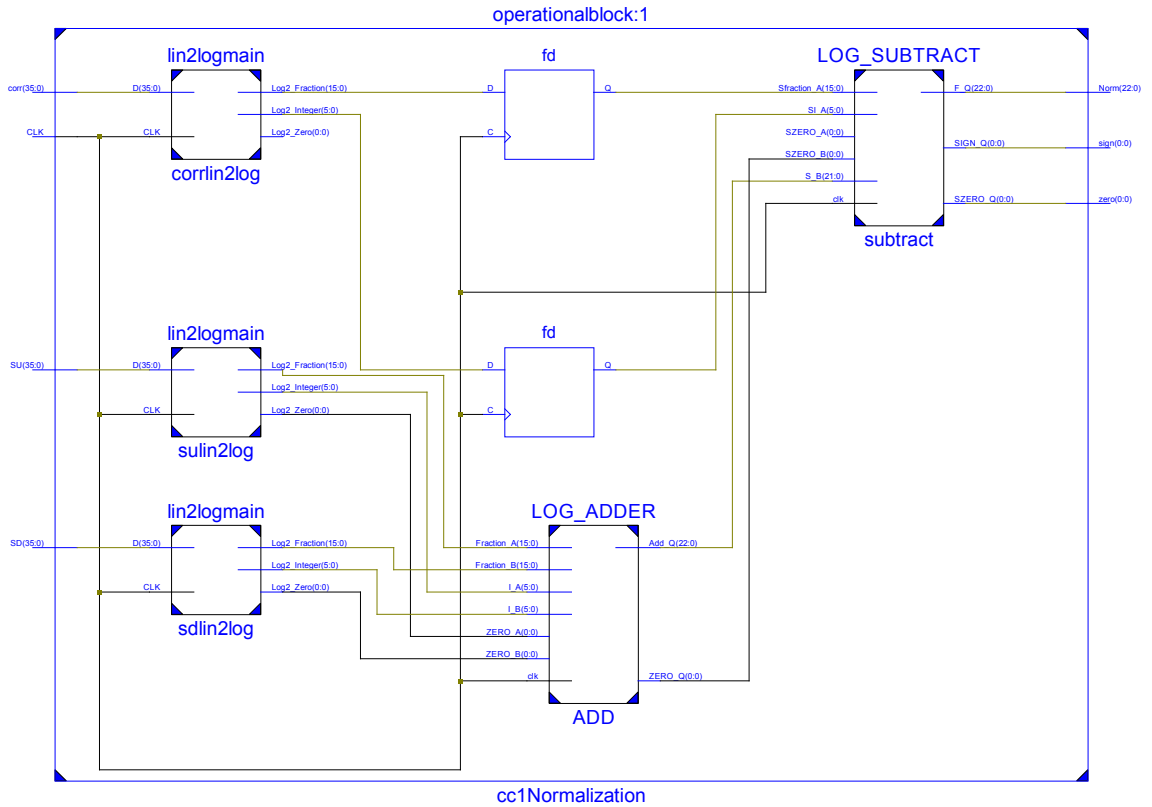 operationalblock:1
lin2logmain
fd
LOG_SUBTRACT
corr(35:0)
D(35:0)
Log2_Fraction(15:0)
D
Q
Sfraction_A(15:0)
F_Q(22:0)
Norm(22:0)
Log2_Integer(5:0)
SI_A(5:0)
CLK
CLK
Log2_Zero(0:0)
C
SZERO_A(0:0)
SIGN_Q(0:0)
sign(0:0)
SZERO_B(0:0)
corrlin2log
S_B(21:0)
clk
SZERO_Q(0:0)
zero(0:0)
subtract
lin2logmain
fd
SU(35:0)
D(35:0)
Log2_Fraction(15:0)
D
Q
Log2_Integer(5:0)
CLK
Log2_Zero(0:0)
C
sulin2log
lin2logmain
LOG_ADDER
SD(35:0)
D(35:0)
Log2_Fraction(15:0)
Fraction_A(15:0)
Add_Q(22:0)
Log2_Integer(5:0)
Fraction_B(15:0)
CLK
Log2_Zero(0:0)
I_A(5:0)
I_B(5:0)
sdlin2log
ZERO_A(0:0)
ZERO_B(0:0)
clk
ZERO_Q(0:0)
ADD
cc1Normalization